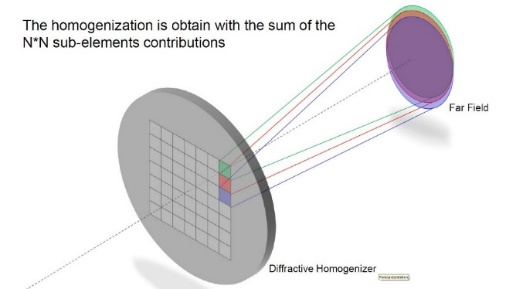 The homogenization is obtain with the sum of the
N*N sub-elements contributions
Far Field
Diffractive Homogenizer